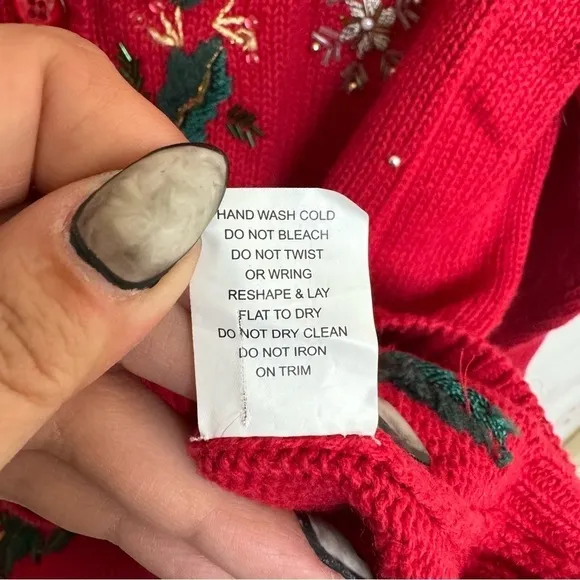 HAND WASH COLD
DO NOT BLEACH
DO NOT TWIST
OR WRING
RESHAPE & LAY
FLAT TO DRY
DO NOT DRY CLEAN
DO NOT IRON
ON TRIM